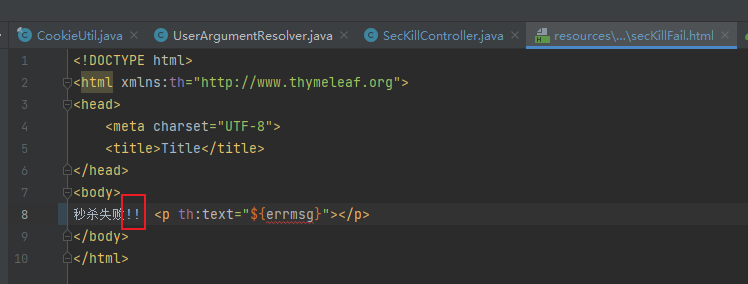 CookieUtil.java UserArgumentResolver.java SecKillController.java resources\...\secKillFail.html
1 <!DOCTYPE html>
2 <html xmlns:th="http://www.thymeleaf.org">
3 <head>
4 <meta charset="UTF-8">
5 <title>Title</title>
6 </head>
7 <body>
8 秒杀失败!! <p th:text="${errmsg}"></p>
9 </body>
10 </html>